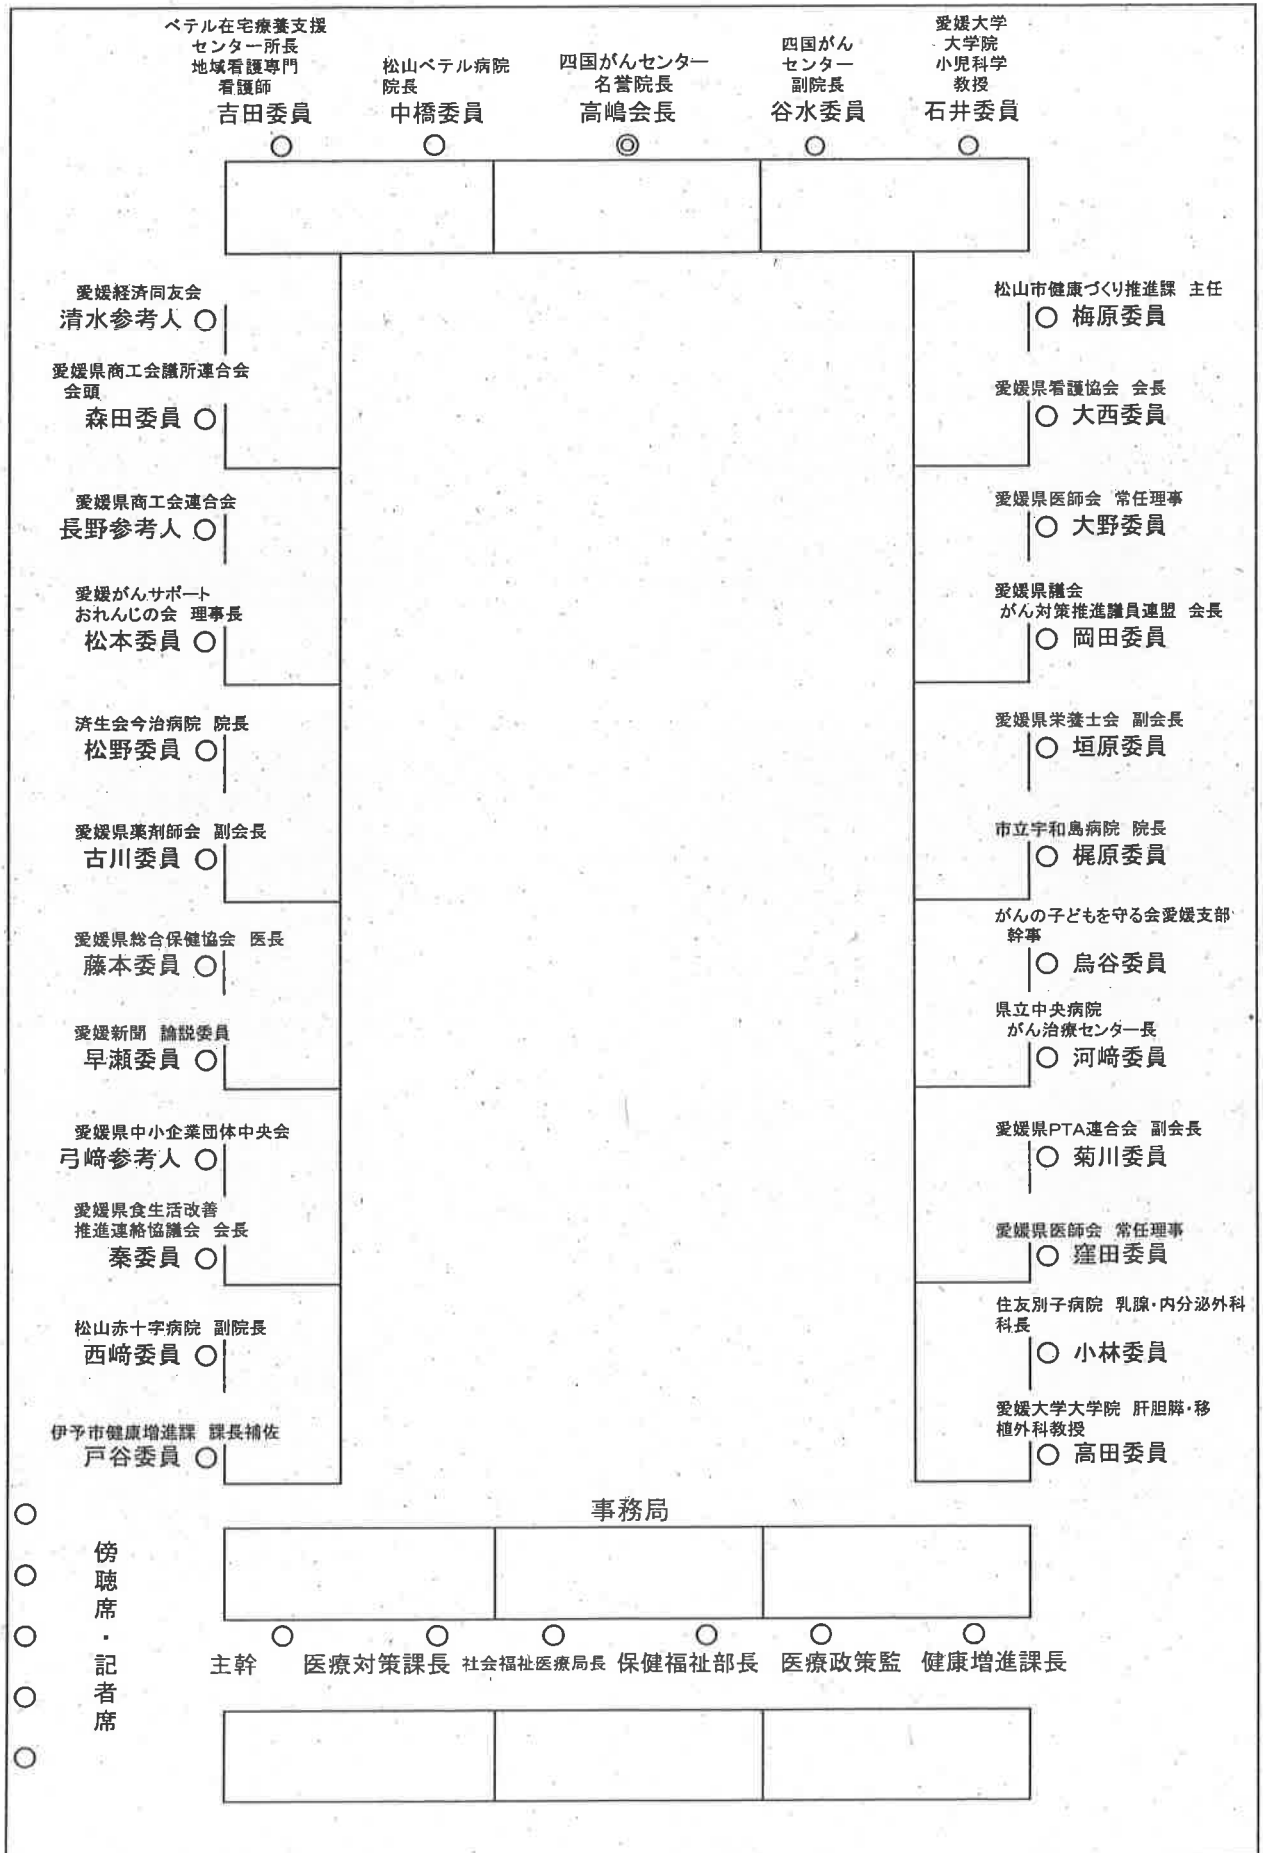 ベテル在宅療養支援
センター所長
地域看護専門
看護師
吉田委員
松山ベテル病院
院長
中橋委員
四国がんセンター
名誉院長
高嶋会長
四国がん
センター
副院長
谷水委員
愛媛大学
大学院
小児科学
教授
石井委員
愛媛経済同友会
清水参考人
愛媛県商工会議所連合会
会頭
森田委員
愛媛県商工会連合会
長野参考人
愛媛がんサポート
おれんじの会 理事長
松本委員
済生会今治病院 院長
松野委員
愛媛県薬剤師会 副会長
古川委員
愛媛県総合保健協会 医長
藤本委員
愛媛新聞 論説委員
早瀬委員
愛媛県中小企業団体中央会
弓﨑参考人
愛媛県食生活改善
推進連絡協議会 会長
秦委員
松山赤十字病院 副院長
西﨑委員
伊予市健康増進課 課長補佐
戸谷委員
松山市健康づくり推進課 主任
梅原委員
愛媛県看護協会 会長
大西委員
愛媛県医師会 常任理事
大野委員
愛媛県議会
がん対策推進議員連盟 会長
岡田委員
愛媛県栄養士会 副会長
垣原委員
市立宇和島病院 院長
梶原委員
がんの子どもを守る会愛媛支部
幹事
烏谷委員
県立中央病院
がん治療センター長
河﨑委員
愛媛県PTA連合会 副会長
菊川委員
愛媛県医師会 常任理事
窪田委員
住友別子病院 乳腺・内分泌外科
科長
小林委員
愛媛大学大学院 肝胆膵・移
植外科教授
高田委員
事務局
傍聴席・記者席
主幹 医療対策課長 社会福祉医療局長 保健福祉部長 医療政策監 健康増進課長